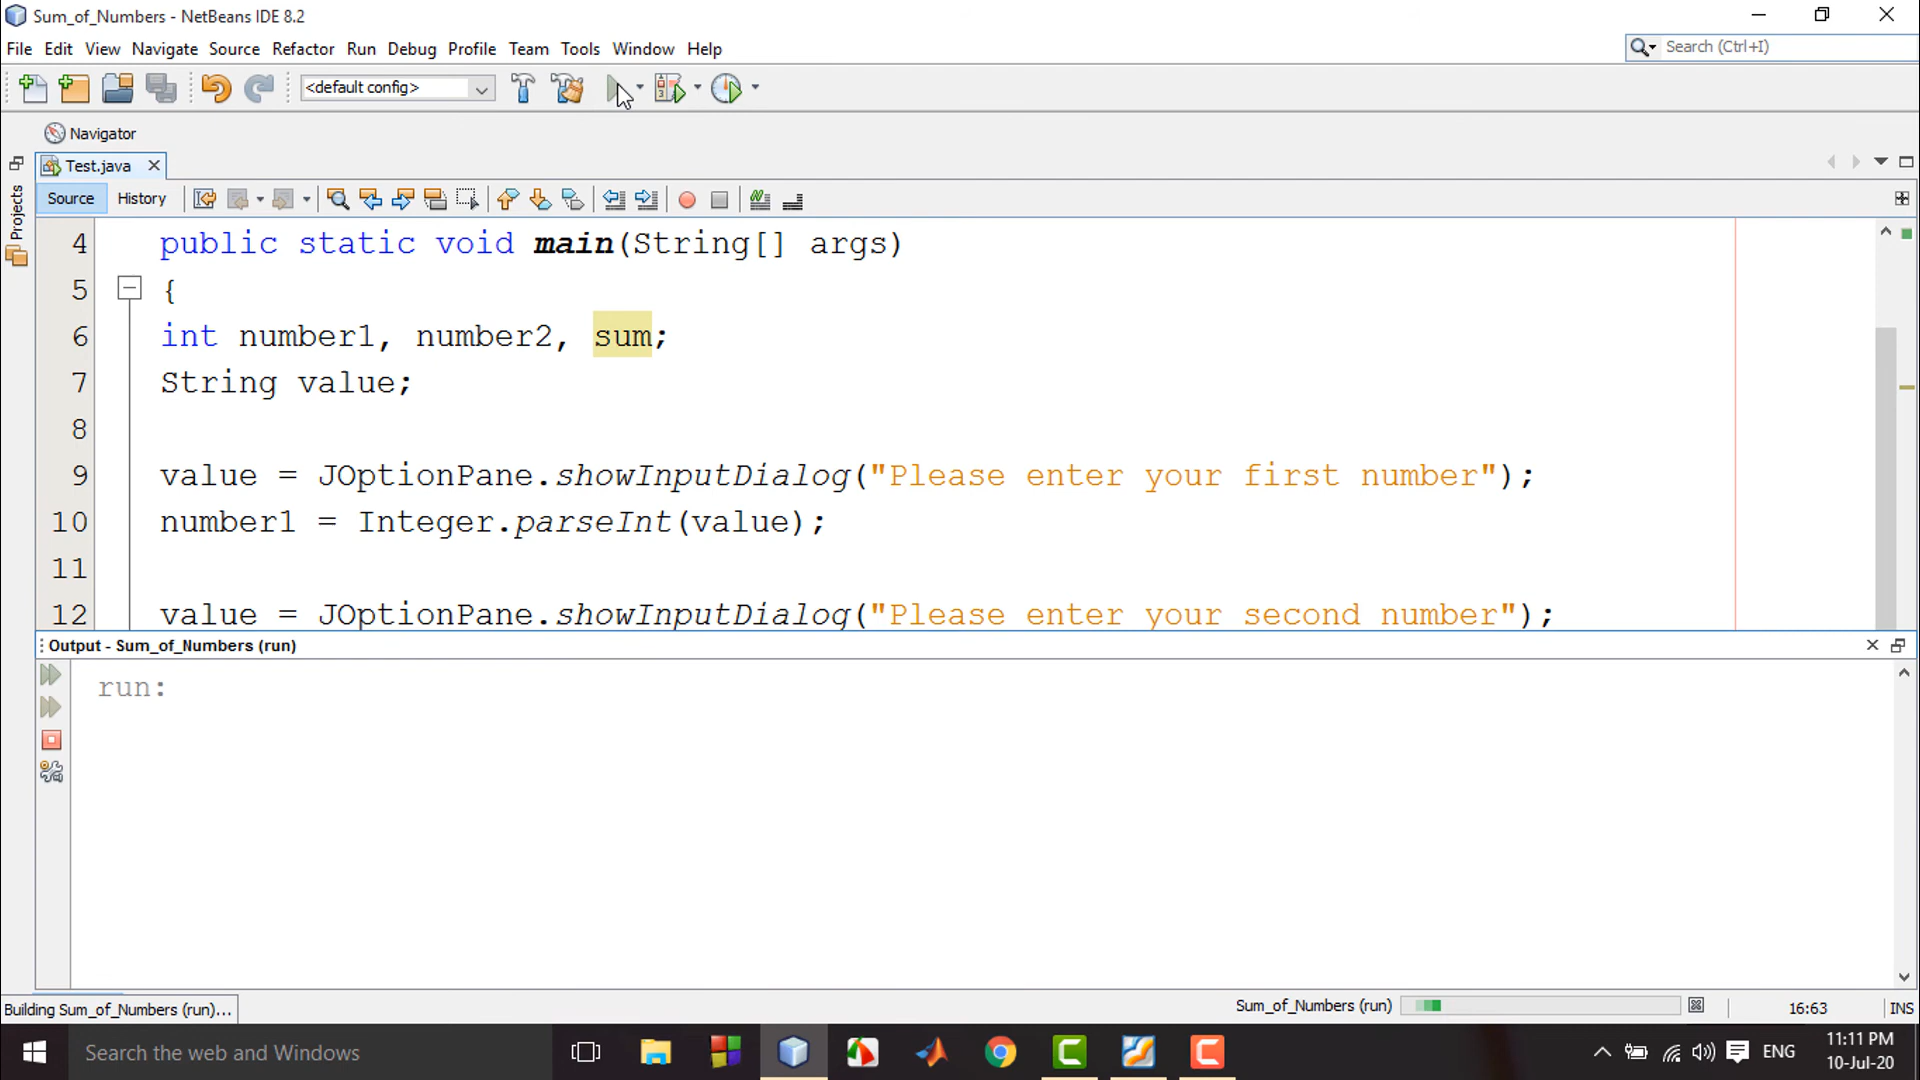 Sum_of_Numbers - NetBeans IDE 8.2
File Edit View Navigate Source Refactor Run Debug Profile Team Tools Window Help
Search (Ctrl+I)
<default config>
Navigator
Test.java
Projects
Source History
4 public static void main(String[] args)
5 {
6 int number1, number2, sum;
7 String value;
8
9 value = JOptionPane.showInputDialog("Please enter your first number");
10 number1 = Integer.parseInt(value);
11
12 value = JOptionPane.showInputDialog("Please enter your second number");
Output - Sum_of_Numbers (run)
run:
Building Sum_of_Numbers (run)...
Sum_of_Numbers (run)
16:63
INS
Search the web and Windows
ENG
11:11 PM
10-Jul-20